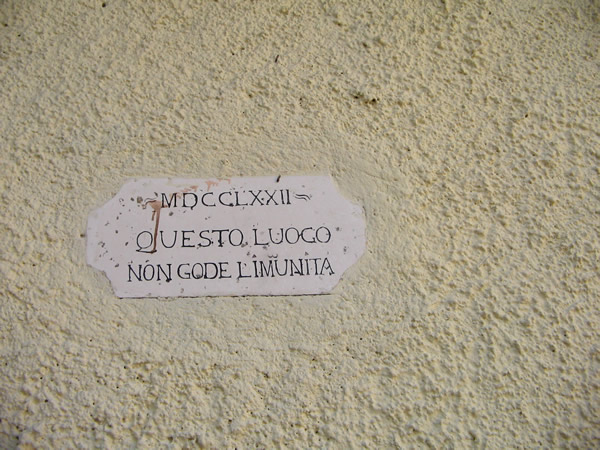 ~MDCCLXXII~
QUESTO LUOGO
NON GODE L'IMUNITA